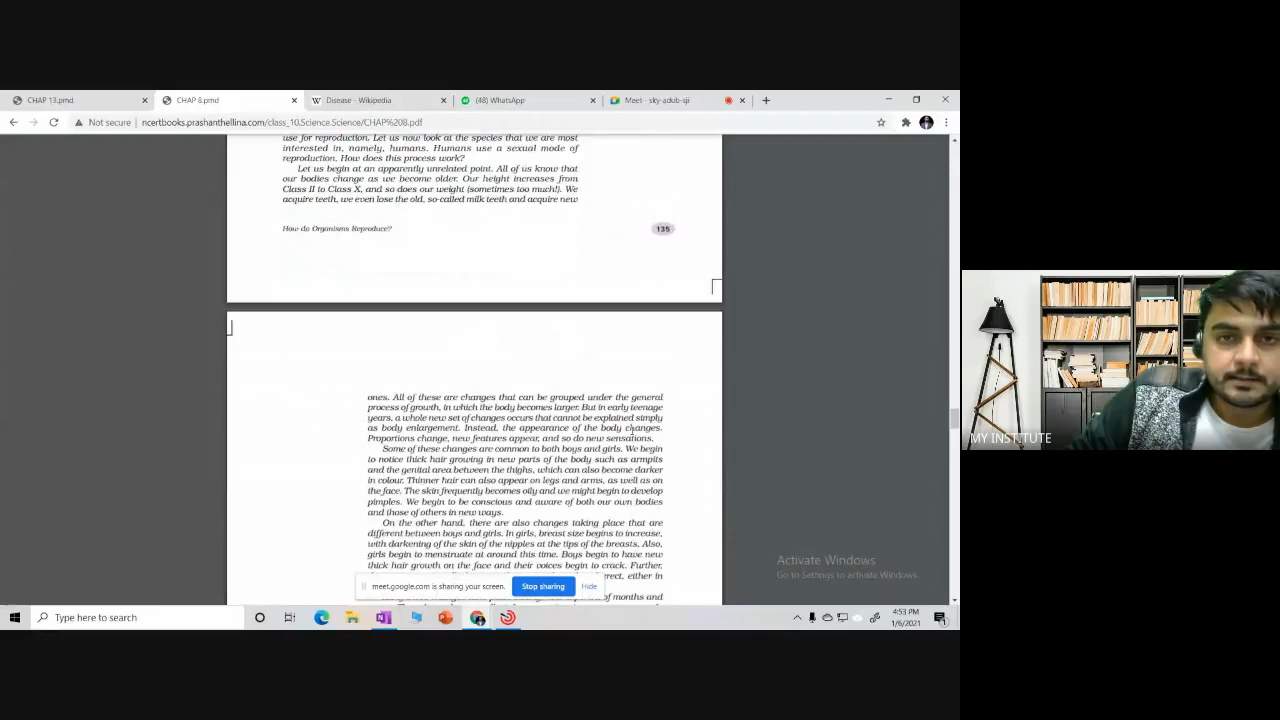 CHAP 13.pmd
CHAP 8.pmd
Disease - Wikipedia
(48) WhatsApp
Meet - sky-adub-sji
Not secure
ncertbooks.prashanthellina.com/class_10.Science.Science/CHAP%208.pdf
use for reproduction. Let us now look at the species that we are most
interested in, namely, humans. Humans use a sexual mode of
reproduction. How does this process work?
Let us begin at an apparently unrelated point. All of us know that
our bodies change as we become older. Our height increases from
Class II to Class X, and so does our weight (sometimes too much!). We
acquire teeth, we even lose the old, so-called milk teeth and acquire new
How do Organisms Reproduce?
135
ones. All of these are changes that can be grouped under the general
process of growth, in which the body becomes larger. But in early teenage
years, a whole new set of changes occurs that cannot be explained simply
as body enlargement. Instead, the appearance of the body changes.
Proportions change, new features appear, and so do new sensations.
Some of these changes are common to both boys and girls. We begin
to notice thick hair growing in new parts of the body such as armpits
and the genital area between the thighs, which can also become darker
in colour. Thinner hair can also appear on legs and arms, as well as on
the face. The skin frequently becomes oily and we might begin to develop
pimples. We begin to be conscious and aware of both our own bodies
and those of others in new ways.
On the other hand, there are also changes taking place that are
different between boys and girls. In girls, breast size begins to increase,
with darkening of the skin of the nipples at the tips of the breasts. Also,
girls begin to menstruate at around this time. Boys begin to have new
thick hair growth on the face and their voices begin to crack. Further,
erect, either in
of months and
meet.google.com is sharing your screen.
Stop sharing
Hide
MY INSTITUTE
Activate Windows
Go to Settings to activate Windows.
Type here to search
4:53 PM
1/6/2021